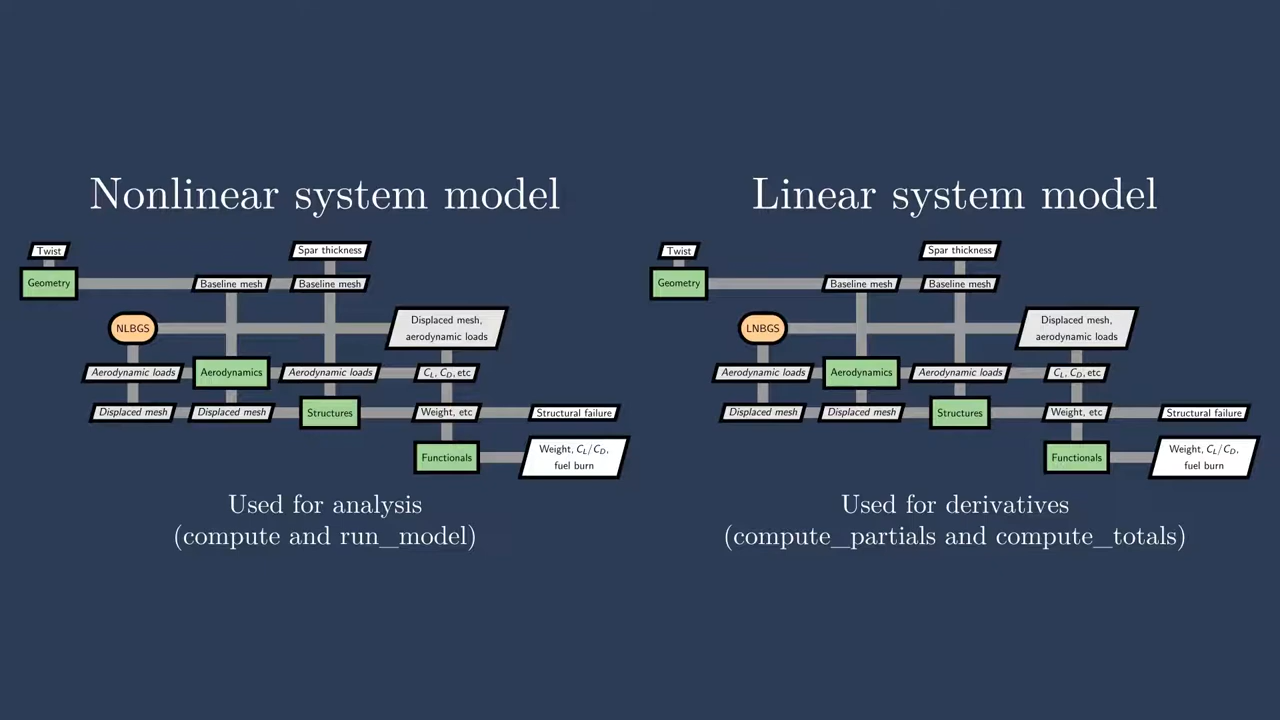 Nonlinear system model
Twist
Spar thickness
Geometry
Baseline mesh
Baseline mesh
NLBGS
Displaced mesh,
aerodynamic loads
Aerodynamic loads
Aerodynamics
Aerodynamic loads
C_L, C_D, etc
Displaced mesh
Displaced mesh
Structures
Weight, etc
Structural failure
Functionals
Weight, C_L/C_D,
fuel burn
Used for analysis
(compute and run_model)
Linear system model
Twist
Spar thickness
Geometry
Baseline mesh
Baseline mesh
LNBGS
Displaced mesh,
aerodynamic loads
Aerodynamic loads
Aerodynamics
Aerodynamic loads
C_L, C_D, etc
Displaced mesh
Displaced mesh
Structures
Weight, etc
Structural failure
Functionals
Weight, C_L/C_D,
fuel burn
Used for derivatives
(compute_partials and compute_totals)